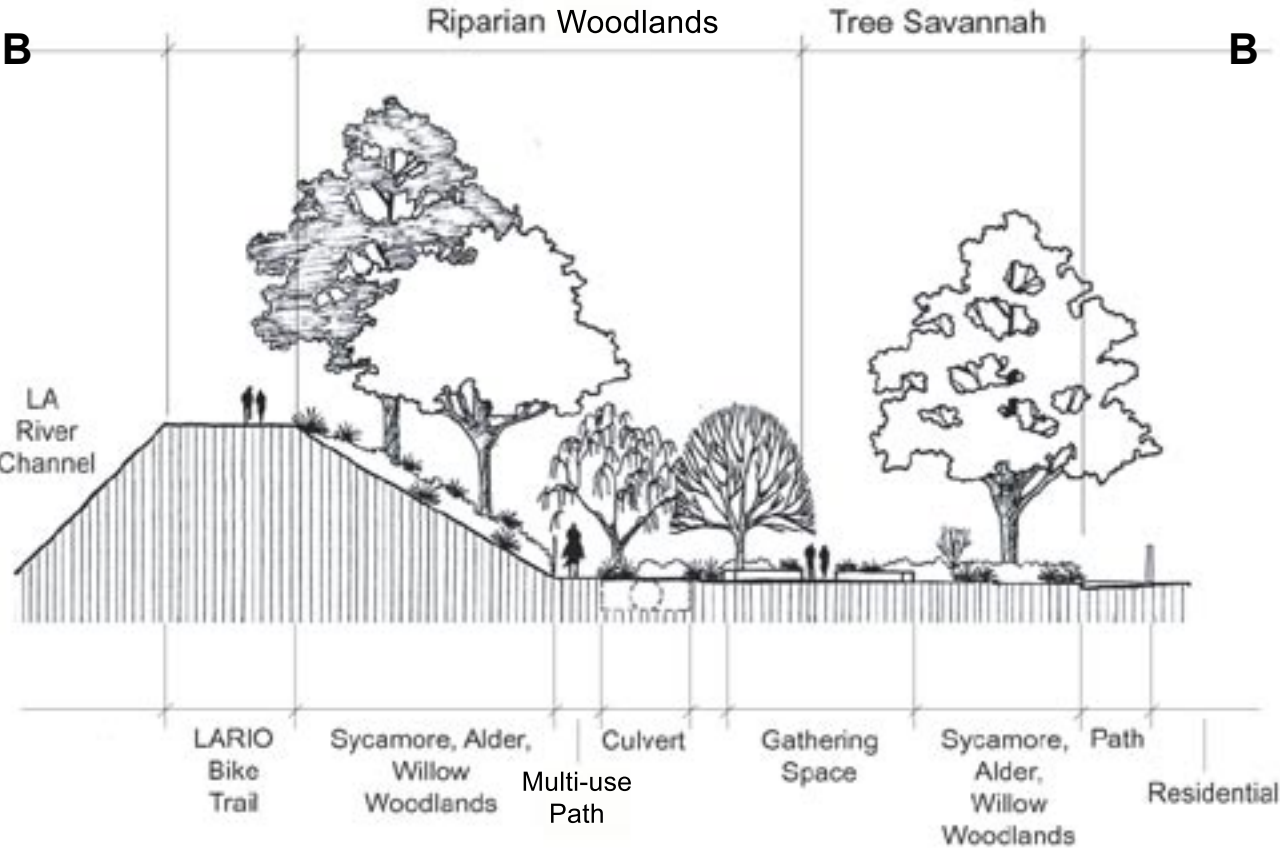 Riparian Woodlands
Tree Savannah
B
B
LA
River
Channel
LARIO
Bike
Trail
Sycamore, Alder,
Willow
Woodlands
Multi-use
Path
Culvert
Gathering
Space
Sycamore,
Alder,
Willow
Woodlands
Path
Residential